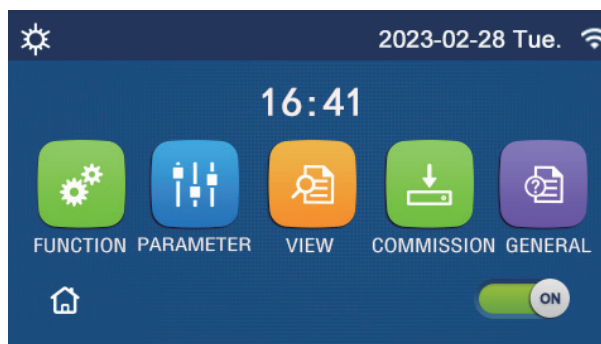 2023-02-28 Tue.
16:41
FUNCTION PARAMETER VIEW COMMISSION GENERAL
ON